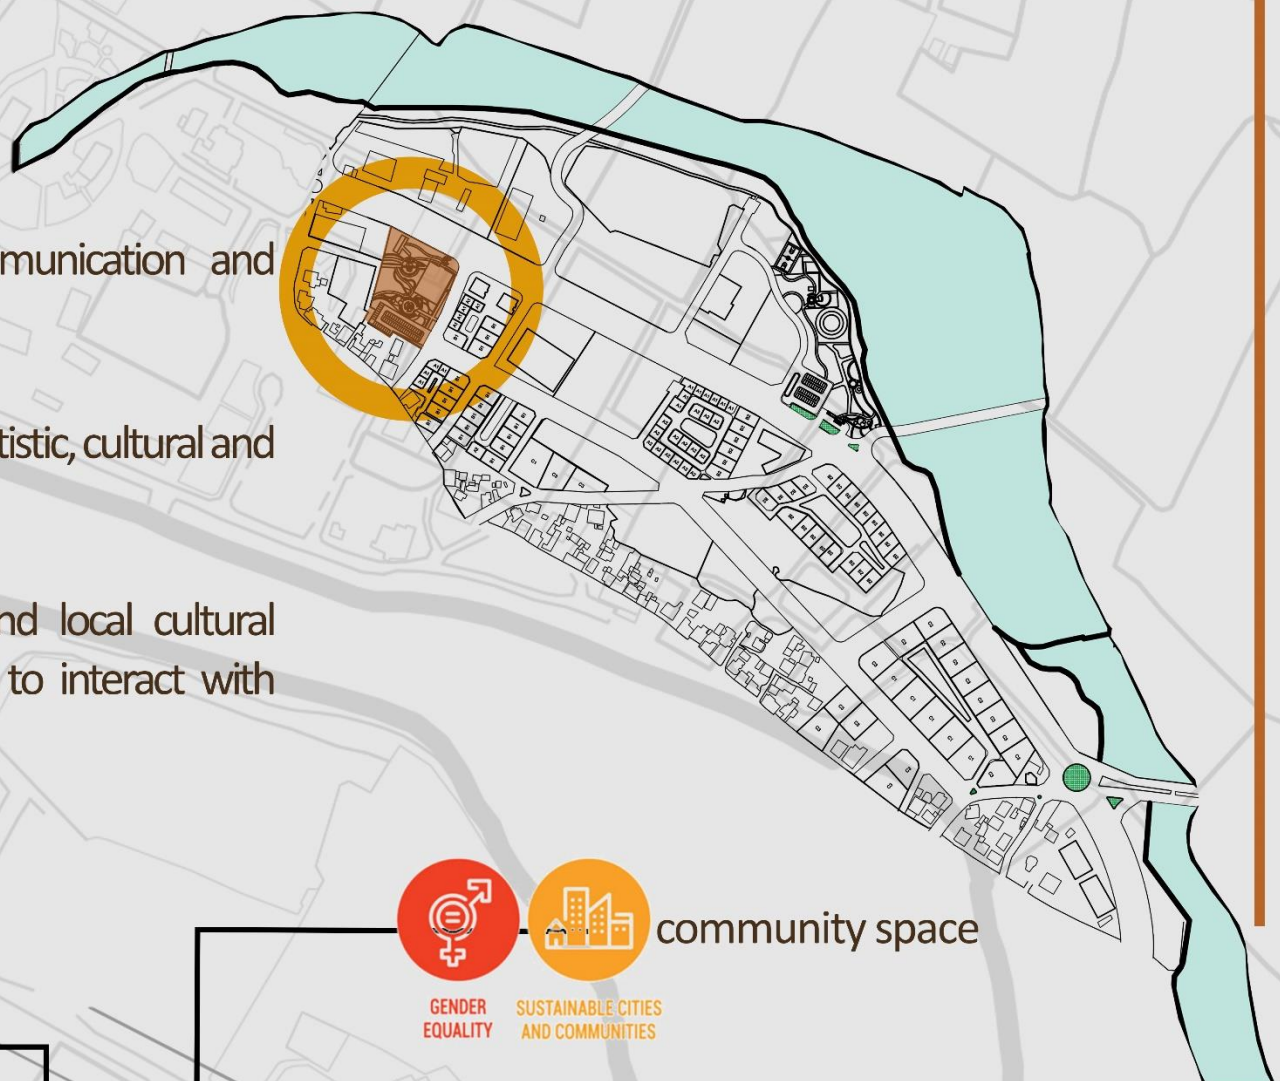 munication and
tistic, cultural and
nd local cultural
to interact with
community space
GENDER
EQUALITY
SUSTAINABLE CITIES
AND COMMUNITIES